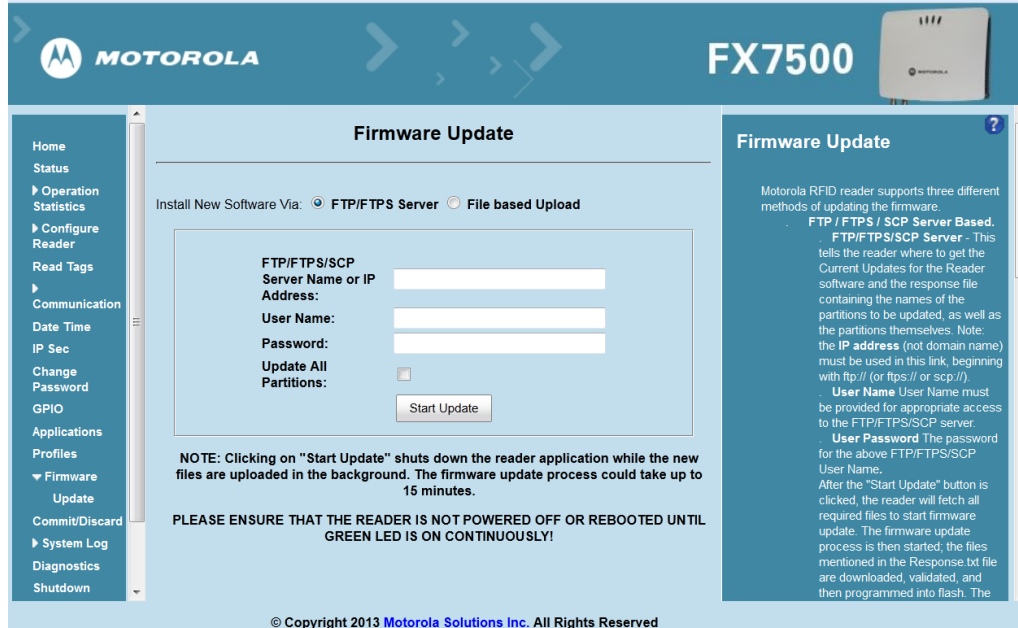 MOTOROLA
FX7500
MOTOROLA
Home
Status
Operation
Statistics
Configure
Reader
Read Tags
Communication
Date Time
IP Sec
Change
Password
GPIO
Applications
Profiles
Firmware
Update
Commit/Discard
System Log
Diagnostics
Shutdown
Firmware Update
Install New Software Via: FTP/FTPS Server File based Upload
FTP/FTPS/SCP
Server Name or IP
Address:
User Name:
Password:
Update All
Partitions:
Start Update
NOTE: Clicking on "Start Update" shuts down the reader application while the new
files are uploaded in the background. The firmware update process could take up to
15 minutes.
PLEASE ENSURE THAT THE READER IS NOT POWERED OFF OR REBOOTED UNTIL
GREEN LED IS ON CONTINUOUSLY!
?
Firmware Update
Motorola RFID reader supports three different
methods of updating the firmware.
. FTP / FTPS / SCP Server Based.
. FTP/FTPS/SCP Server - This
tells the reader where to get the
Current Updates for the Reader
software and the response file
containing the names of the
partitions to be updated, as well as
the partitions themselves. Note:
the IP address (not domain name)
must be used in this link, beginning
with ftp:// (or ftps:// or scp://).
. User Name User Name must
be provided for appropriate access
to the FTP/FTPS/SCP server.
. User Password The password
for the above FTP/FTPS/SCP
User Name.
After the "Start Update" button is
clicked, the reader will fetch all
required files to start firmware
update. The firmware update
process is then started; the files
mentioned in the Response.txt file
are downloaded, validated, and
then programmed into flash. The
© Copyright 2013 Motorola Solutions Inc. All Rights Reserved